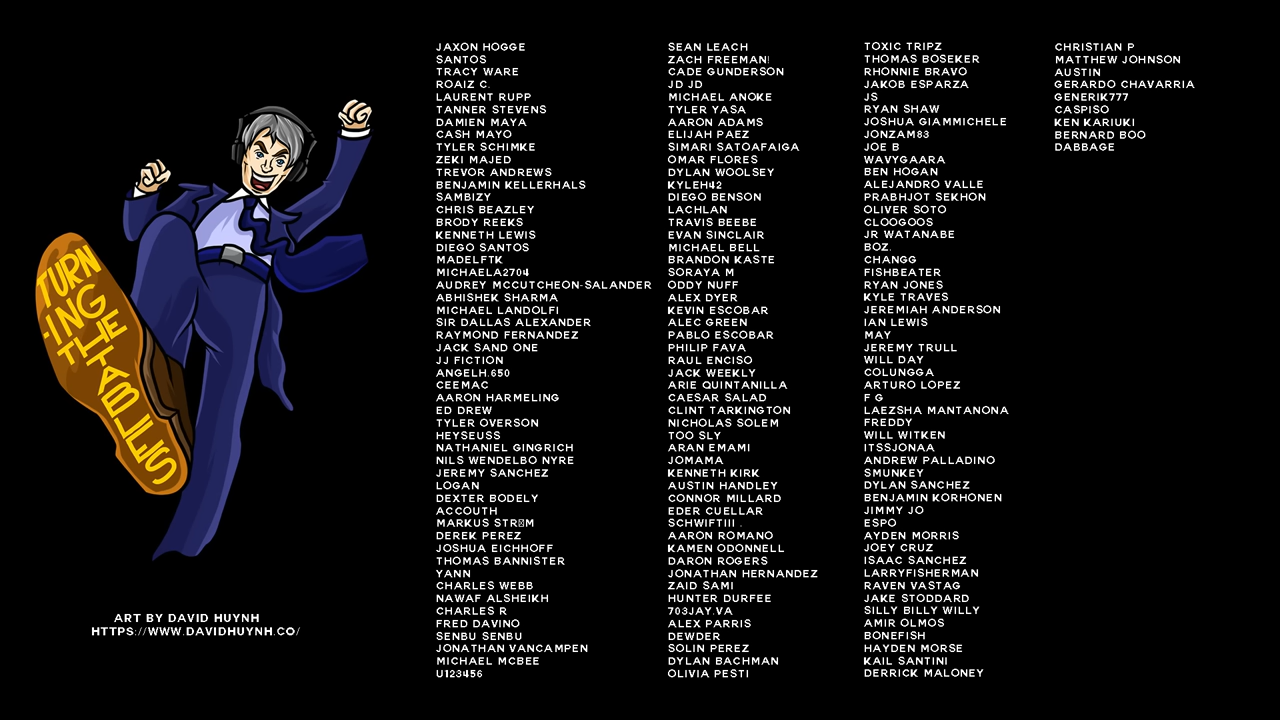 TURN
-ING
THE
TABLES
ART BY DAVID HUYNH
HTTPS://WWW.DAVIDHUYNH.CO/
JAXON HOGGE
SANTOS
TRACY WARE
ROAIZ C.
LAURENT RUPP
TANNER STEVENS
DAMIEN MAYA
CASH MAYO
TYLER SCHIMKE
ZEKI MAJED
TREVOR ANDREWS
BENJAMIN KELLERHALS
SAMBIZY
CHRIS BEAZLEY
BRODY REEKS
KENNETH LEWIS
DIEGO SANTOS
MADELFTK
MICHAELA2704
AUDREY MCCUTCHEON-SALANDER
ABHISHEK SHARMA
MICHAEL LANDOLFI
SIR DALLAS ALEXANDER
RAYMOND FERNANDEZ
JACK SAND ONE
JJ FICTION
ANGELH.650
CEEMAC
AARON HARMELING
ED DREW
TYLER OVERSON
HEYSEUSS
NATHANIEL GINGRICH
NILS WENDELBO NYRE
JEREMY SANCHEZ
LOGAN
DEXTER BODELY
ACCOUTH
MARKUS STR▯M
DEREK PEREZ
JOSHUA EICHHOFF
THOMAS BANNISTER
YANN
CHARLES WEBB
NAWAF ALSHEIKH
CHARLES R
FRED DAVINO
SENBU SENBU
JONATHAN VANCAMPEN
MICHAEL MCBEE
U123456
SEAN LEACH
ZACH FREEMAN!
CADE GUNDERSON
JD JD
MICHAEL ANOKE
TYLER YASA
AARON ADAMS
ELIJAH PAEZ
SIMARI SATOAFAIGA
OMAR FLORES
DYLAN WOOLSEY
KYLEH42
DIEGO BENSON
LACHLAN
TRAVIS BEEBE
EVAN SINCLAIR
MICHAEL BELL
BRANDON KASTE
SORAYA M
ODDY NUFF
ALEX DYER
KEVIN ESCOBAR
ALEC GREEN
PABLO ESCOBAR
PHILIP FAVA
RAUL ENCISO
JACK WEEKLY
ARIE QUINTANILLA
CAESAR SALAD
CLINT TARKINGTON
NICHOLAS SOLEM
TOO SLY
ARAN EMAMI
JOMAMA
KENNETH KIRK
AUSTIN HANDLEY
CONNOR MILLARD
EDER CUELLAR
SCHWIFTIII .
AARON ROMANO
KAMEN ODONNELL
DARON ROGERS
JONATHAN HERNANDEZ
ZAID SAMI
HUNTER DURFEE
703JAY.VA
ALEX PARRIS
DEWDER
SOLIN PEREZ
DYLAN BACHMAN
OLIVIA PESTI
TOXIC TRIPZ
THOMAS BOSEKER
RHONNIE BRAVO
JAKOB ESPARZA
JS
RYAN SHAW
JOSHUA GIAMMICHELE
JONZAM83
JOE B
WAVYGAARA
BEN HOGAN
ALEJANDRO VALLE
PRABHJOT SEKHON
OLIVER SOTO
CLOOGOOS
JR WATANABE
BOZ.
CHANGG
FISHBEATER
RYAN JONES
KYLE TRAVES
JEREMIAH ANDERSON
IAN LEWIS
MAY
JEREMY TRULL
WILL DAY
COLUNGGA
ARTURO LOPEZ
F G
LAEZSHA MANTANONA
FREDDY
WILL WITKEN
ITSSJONAA
ANDREW PALLADINO
SMUNKEY
DYLAN SANCHEZ
BENJAMIN KORHONEN
JIMMY JO
ESPO
AYDEN MORRIS
JOEY CRUZ
ISAAC SANCHEZ
LARRYFISHERMAN
RAVEN VASTAG
JAKE STODDARD
SILLY BILLY WILLY
AMIR OLMOS
BONEFISH
HAYDEN MORSE
KAIL SANTINI
DERRICK MALONEY
CHRISTIAN P
MATTHEW JOHNSON
AUSTIN
GERARDO CHAVARRIA
GENERIK777
CASPISO
KEN KARIUKI
BERNARD BOO
DABBAGE